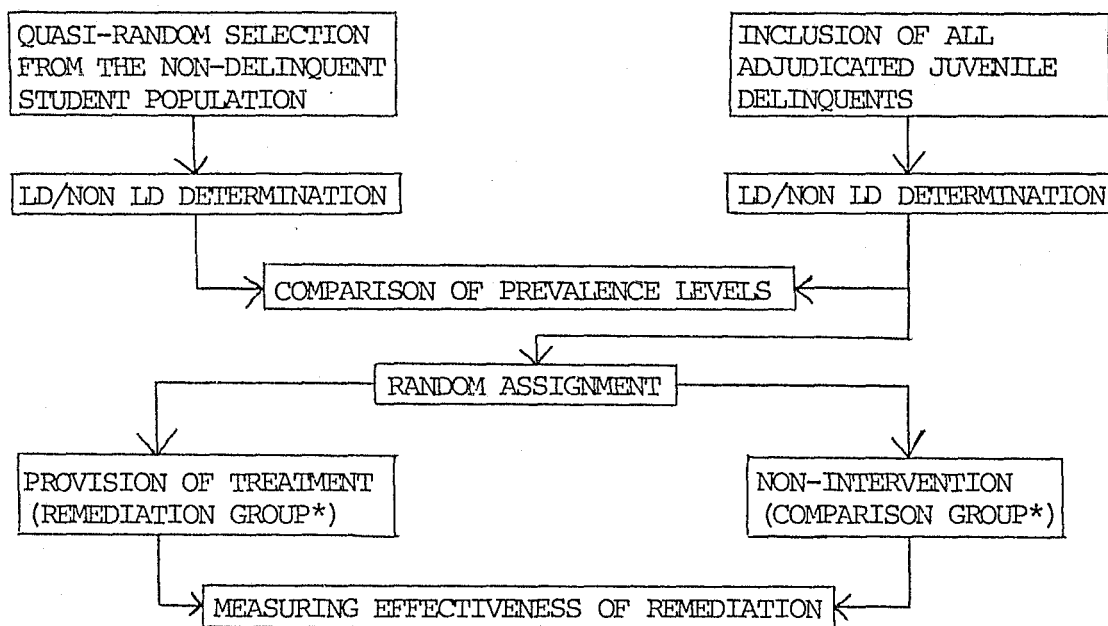 QUASI-RANDOM SELECTION
FROM THE NON-DELINQUENT
STUDENT POPULATION
INCLUSION OF ALL
ADJUDICATED JUVENILE
DELINQUENTS
LD/NON LD DETERMINATION
LD/NON LD DETERMINATION
COMPARISON OF PREVALENCE LEVELS
RANDOM ASSIGNMENT
PROVISION OF TREATMENT
(REMEDIATION GROUP*)
NON-INTERVENTION
(COMPARISON GROUP*)
MEASURING EFFECTIVENESS OF REMEDIATION